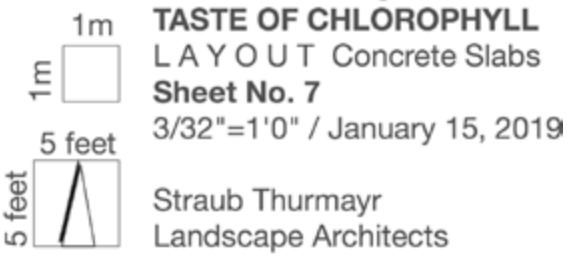 1m
1m
5 feet
5 feet
TASTE OF CHLOROPHYLL
LAYOUT Concrete Slabs
Sheet No. 7
3/32"=1'0" / January 15, 2019
Straub Thurmayr
Landscape Architects